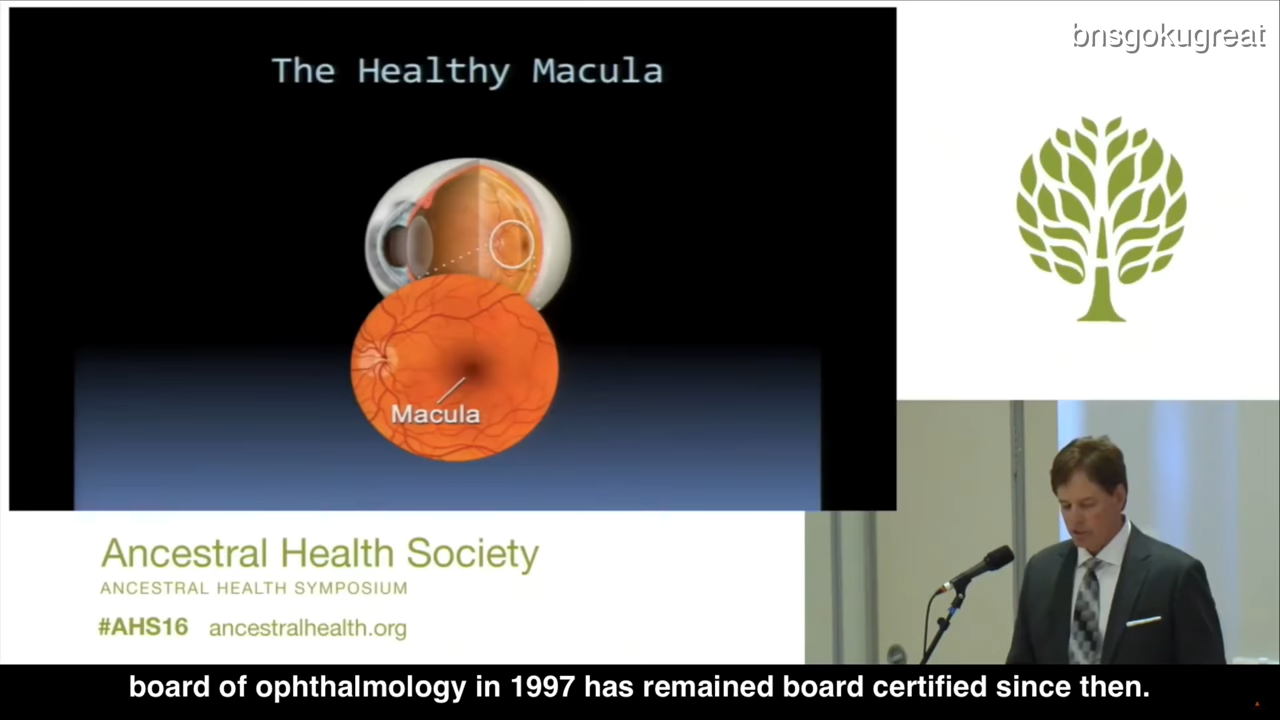 The Healthy Macula
bnsgokugreat
Macula
Ancestral Health Society
ANCESTRAL HEALTH SYMPOSIUM
#AHS16 ancestralhealth.org
board of ophthalmology in 1997 has remained board certified since then.